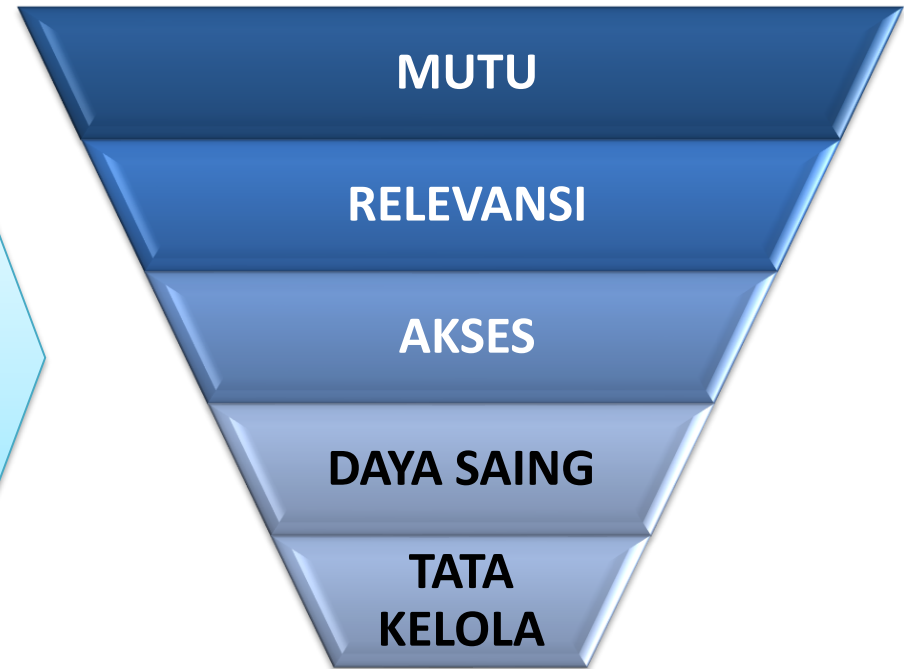 MUTU
RELEVANSI
AKSES
DAYA SAING
TATA
KELOLA